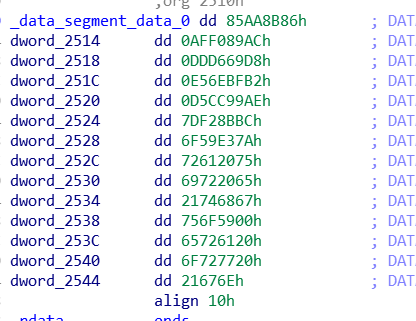 ;org 2510h
_data_segment_data_0 dd 85AA8B86h ; DAT
dword_2514 dd 0AFF089ACh ; DAT
dword_2518 dd 0DDD669D8h ; DAT
dword_251C dd 0E56EBFB2h ; DAT
dword_2520 dd 0D5CC99AEh ; DAT
dword_2524 dd 7DF28BBCh ; DAT
dword_2528 dd 6F59E37Ah ; DAT
dword_252C dd 72612075h ; DAT
dword_2530 dd 69722065h ; DAT
dword_2534 dd 21746867h ; DAT
dword_2538 dd 756F5900h ; DAT
dword_253C dd 65726120h ; DAT
dword_2540 dd 6F727720h ; DAT
dword_2544 dd 21676Eh ; DAT
align 10h